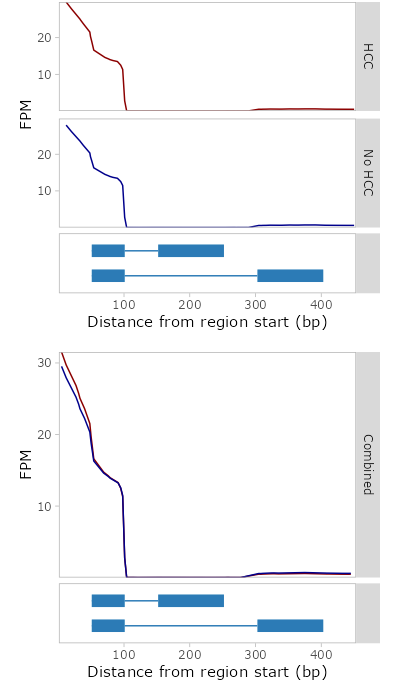 20
10
HCC
FPM
20
10
No HCC
100 200 300 400
Distance from region start (bp)
30
20
10
FPM
Combined
100 200 300 400
Distance from region start (bp)